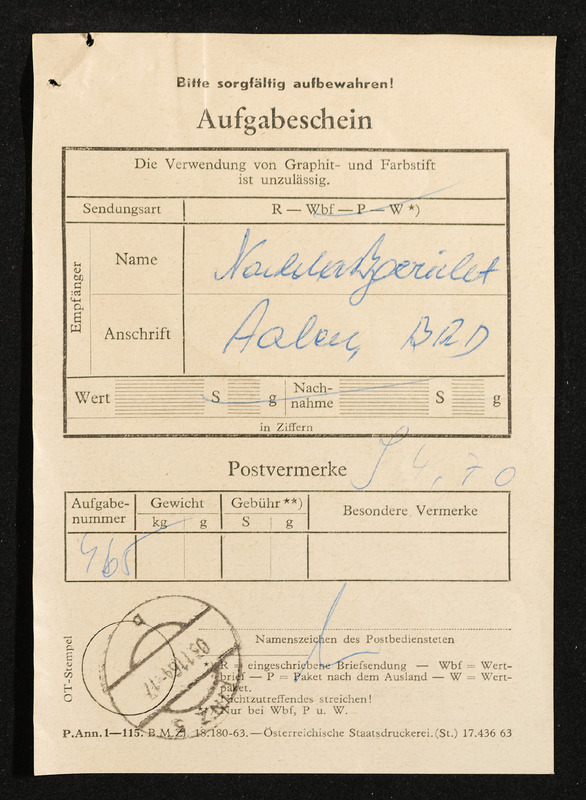 Bitte sorgfältig aufbewahren!
Aufgabeschein
Die Verwendung von Graphit- und Farbstift
ist unzulässig.
Sendungsart
R — Wbf — P — W *)
Empfänger
Name
Nachlaßgericht
Anschrift
Aalen, BRD
Wert S g Nach-
nahme S g
in Ziffern
Postvermerke S 4,70
Aufgabe-
nummer
Gewicht
kg g
Gebühr **)
S g
Besondere Vermerke
465
Namenszeichen des Postbediensteten
OT-Stempel
LINZ
b
*) R = eingeschriebene Briefsendung — Wbf = Wert-
brief — P = Paket nach dem Ausland — W = Wert-
paket.
Nichtzutreffendes streichen!
Nur bei Wbf, P u. W.
P. Ann. 1—115. B. M. Z. 18.180-63. — Österreichische Staatsdruckerei. (St.) 17.436 63